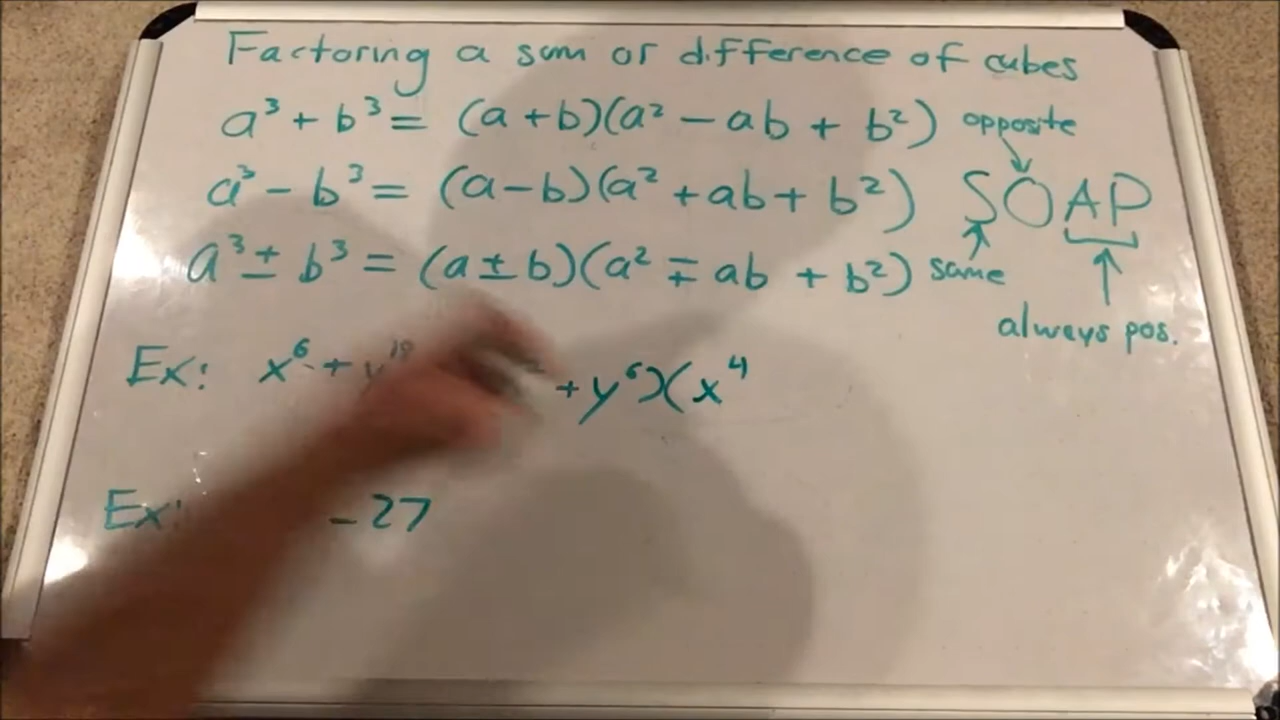 Factoring a sum or difference of cubes
a³ + b³ = (a + b)(a² − ab + b²) opposite
a³ − b³ = (a − b)(a² + ab + b²) SOAP
a³ ± b³ = (a ± b)(a² ∓ ab + b²) same
always pos.
Ex: x⁶ + y¹⁸ + y⁶)(x⁴
Ex: − 27